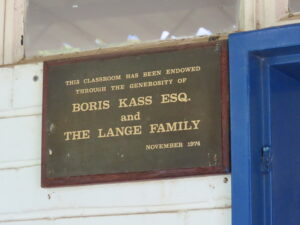 THIS CLASSROOM HAS BEEN ENDOWED
THROUGH THE GENEROSITY OF
BORIS KASS ESQ.
and
THE LANGE FAMILY
NOVEMBER 1974